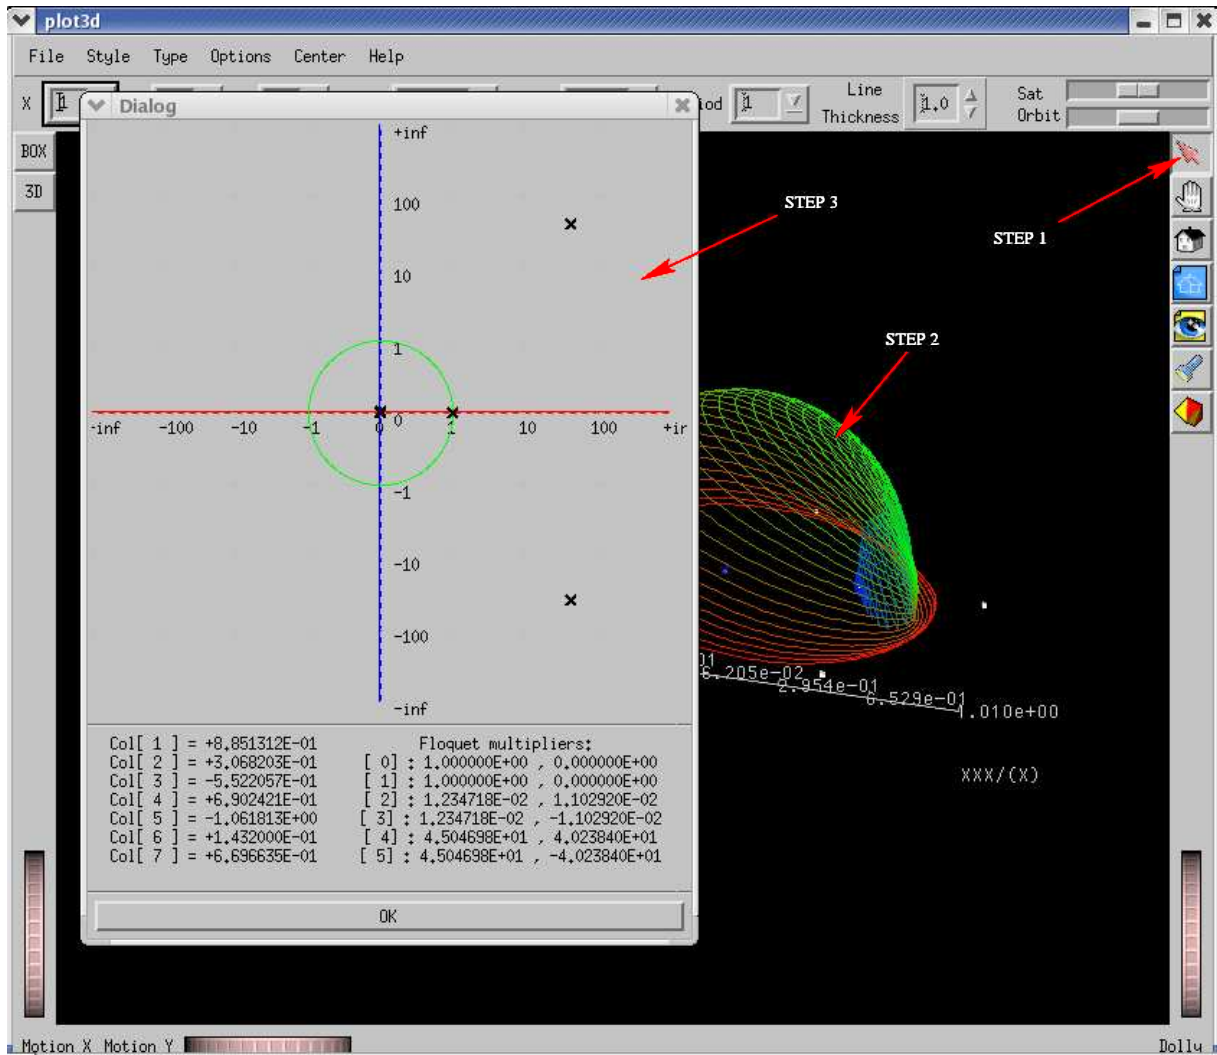 plot3d
File Style Type Options Center Help
X 1
iod 1 Line Thickness 1.0 Sat Orbit
Dialog
BOX
3D
+inf
100
10
1
0
-inf -100 -10 -1 0 1 10 100 +in
-1
-10
-100
-inf
STEP 3
STEP 1
STEP 2
01 6.205e-02 2.954e-01 6.529e-01 1.010e+00
XXX/(X)
Col[ 1 ] = +8.851312E-01 Floquet multipliers:
Col[ 2 ] = +3.068203E-01 [ 0] : 1.000000E+00 , 0.000000E+00
Col[ 3 ] = -5.522057E-01 [ 1] : 1.000000E+00 , 0.000000E+00
Col[ 4 ] = +6.902421E-01 [ 2] : 1.234718E-02 , 1.102920E-02
Col[ 5 ] = -1.061813E+00 [ 3] : 1.234718E-02 , -1.102920E-02
Col[ 6 ] = +1.432000E-01 [ 4] : 4.504698E+01 , 4.023840E+01
Col[ 7 ] = +6.696635E-01 [ 5] : 4.504698E+01 , -4.023840E+01
OK
Motion X Motion Y Dolly